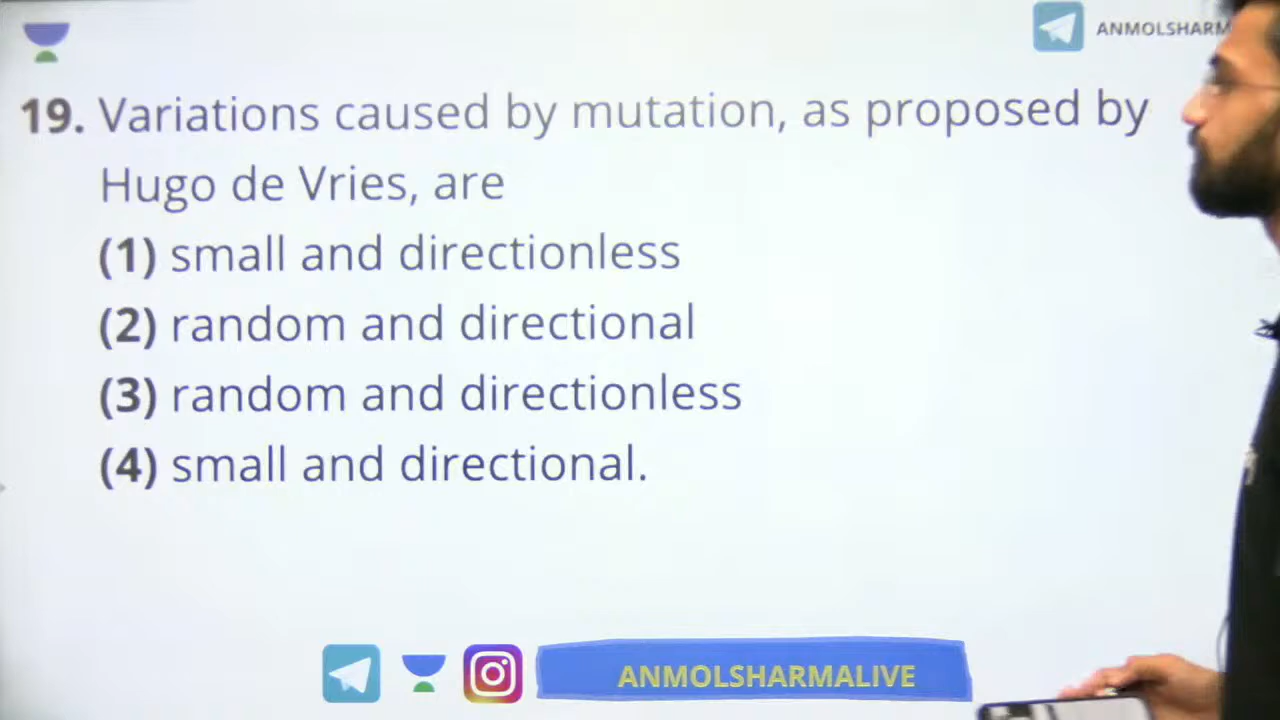 ANMOLSHARM
19. Variations caused by mutation, as proposed by
Hugo de Vries, are
(1) small and directionless
(2) random and directional
(3) random and directionless
(4) small and directional.
ANMOLSHARMALIVE